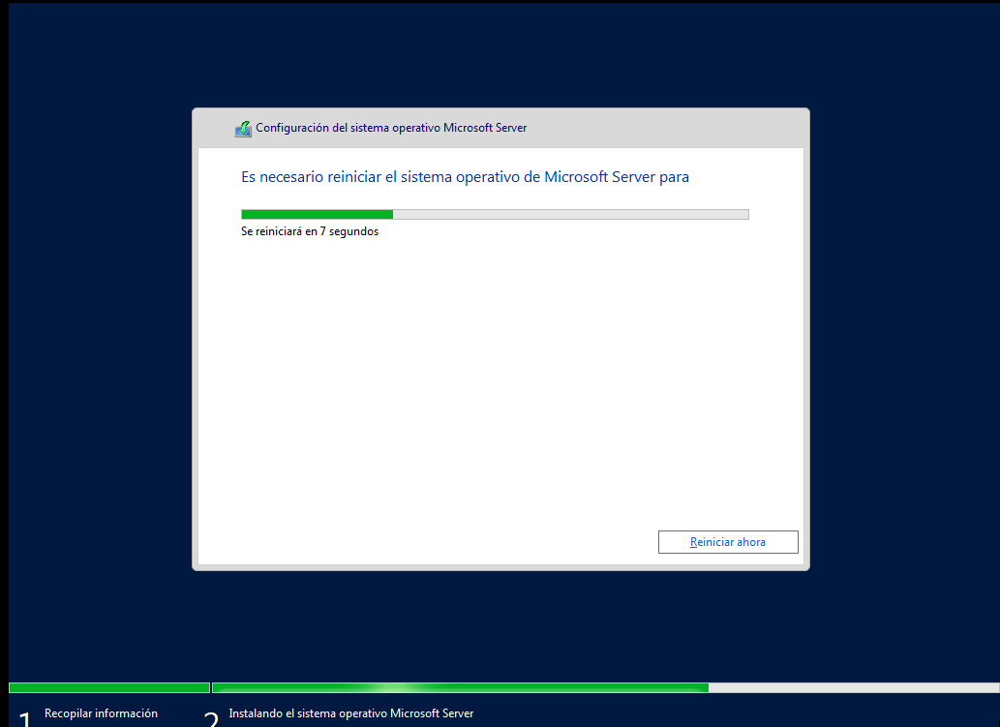 Configuración del sistema operativo Microsoft Server
Es necesario reiniciar el sistema operativo de Microsoft Server para
Se reiniciará en 7 segundos
Reiniciar ahora
1 Recopilar información
2 Instalando el sistema operativo Microsoft Server